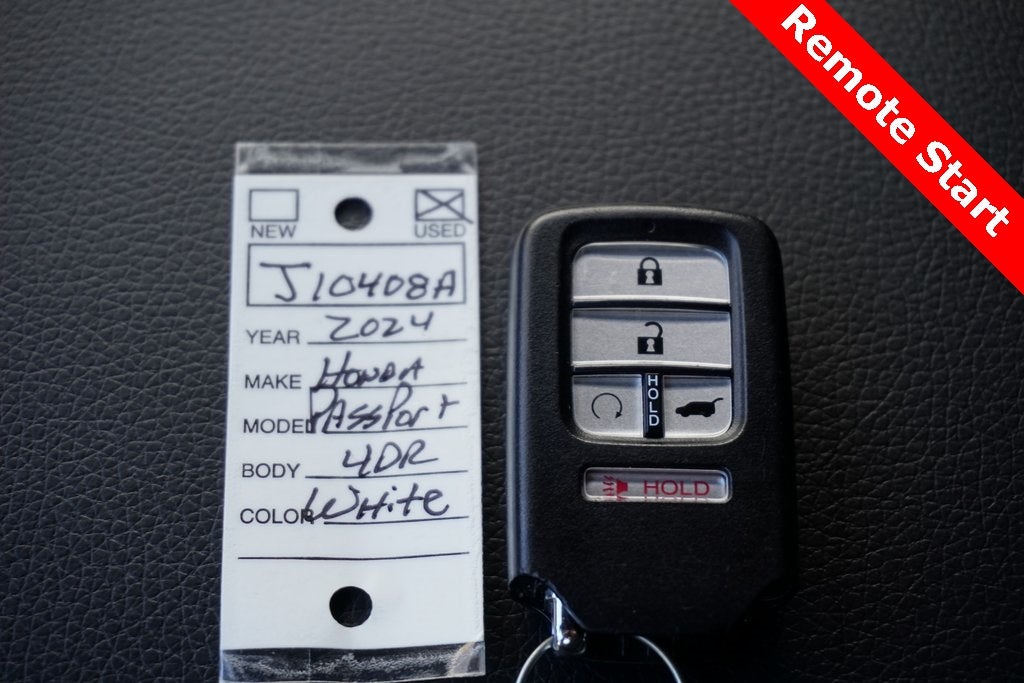 Remote Start
NEW USED
J10408A
YEAR 2024
MAKE HONDA
MODEL PASSPORT
BODY 4DR
COLOR WHITE
HOLD
HOLD